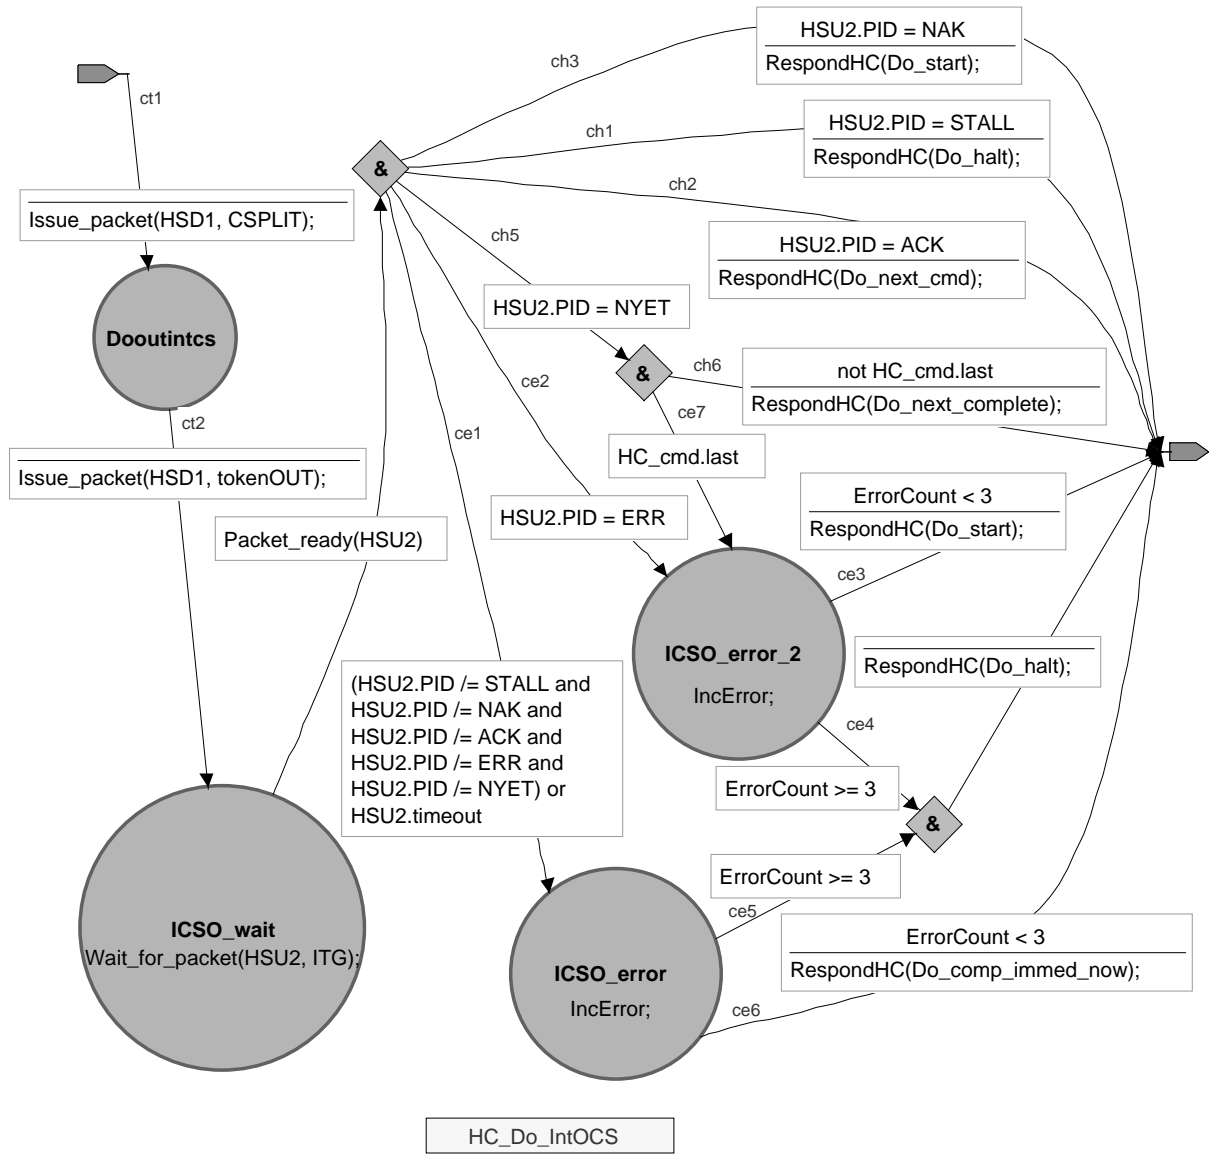 HSU2.PID = NAK
RespondHC(Do_start);
ch3
ct1
HSU2.PID = STALL
RespondHC(Do_halt);
ch1
&
ch2
Issue_packet(HSD1, CSPLIT);
ch5
HSU2.PID = ACK
RespondHC(Do_next_cmd);
HSU2.PID = NYET
Dooutintcs
ce2
&
ch6
not HC_cmd.last
RespondHC(Do_next_complete);
ct2
ce1
ce7
HC_cmd.last
Issue_packet(HSD1, tokenOUT);
ErrorCount < 3
RespondHC(Do_start);
HSU2.PID = ERR
Packet_ready(HSU2)
ce3
ICSO_error_2
IncError;
RespondHC(Do_halt);
(HSU2.PID /= STALL and
HSU2.PID /= NAK and
HSU2.PID /= ACK and
HSU2.PID /= ERR and
HSU2.PID /= NYET) or
HSU2.timeout
ce4
ErrorCount >= 3
&
ErrorCount >= 3
ce5
ICSO_wait
Wait_for_packet(HSU2, ITG);
ErrorCount < 3
RespondHC(Do_comp_immed_now);
ICSO_error
IncError;
ce6
HC_Do_IntOCS